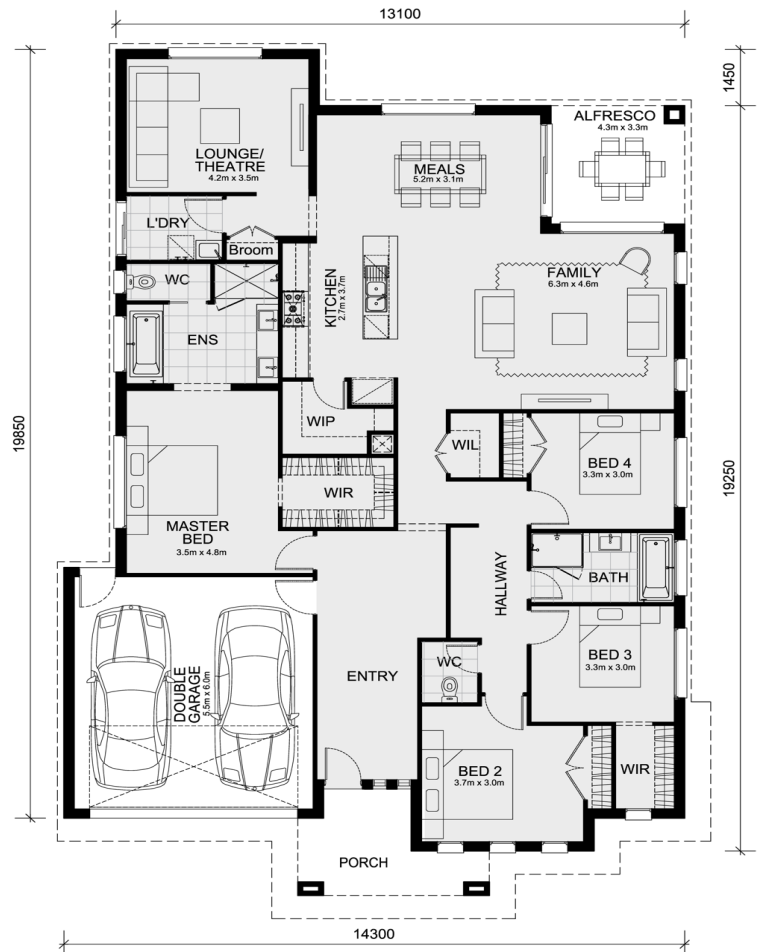 13100
19850
1450
19250
ALFRESCO
4.3m x 3.3m
LOUNGE/
THEATRE
4.2m x 3.5m
MEALS
5.2m x 3.1m
L'DRY
Broom
WC
ENS
KITCHEN
2.7m x 3.7m
FAMILY
6.3m x 4.6m
WIP
WIL
BED 4
3.3m x 3.0m
WIR
MASTER
BED
3.5m x 4.8m
HALLWAY
BATH
DOUBLE
GARAGE
5.5m x 6.0m
ENTRY
WC
BED 3
3.3m x 3.0m
BED 2
3.7m x 3.0m
WIR
PORCH
14300